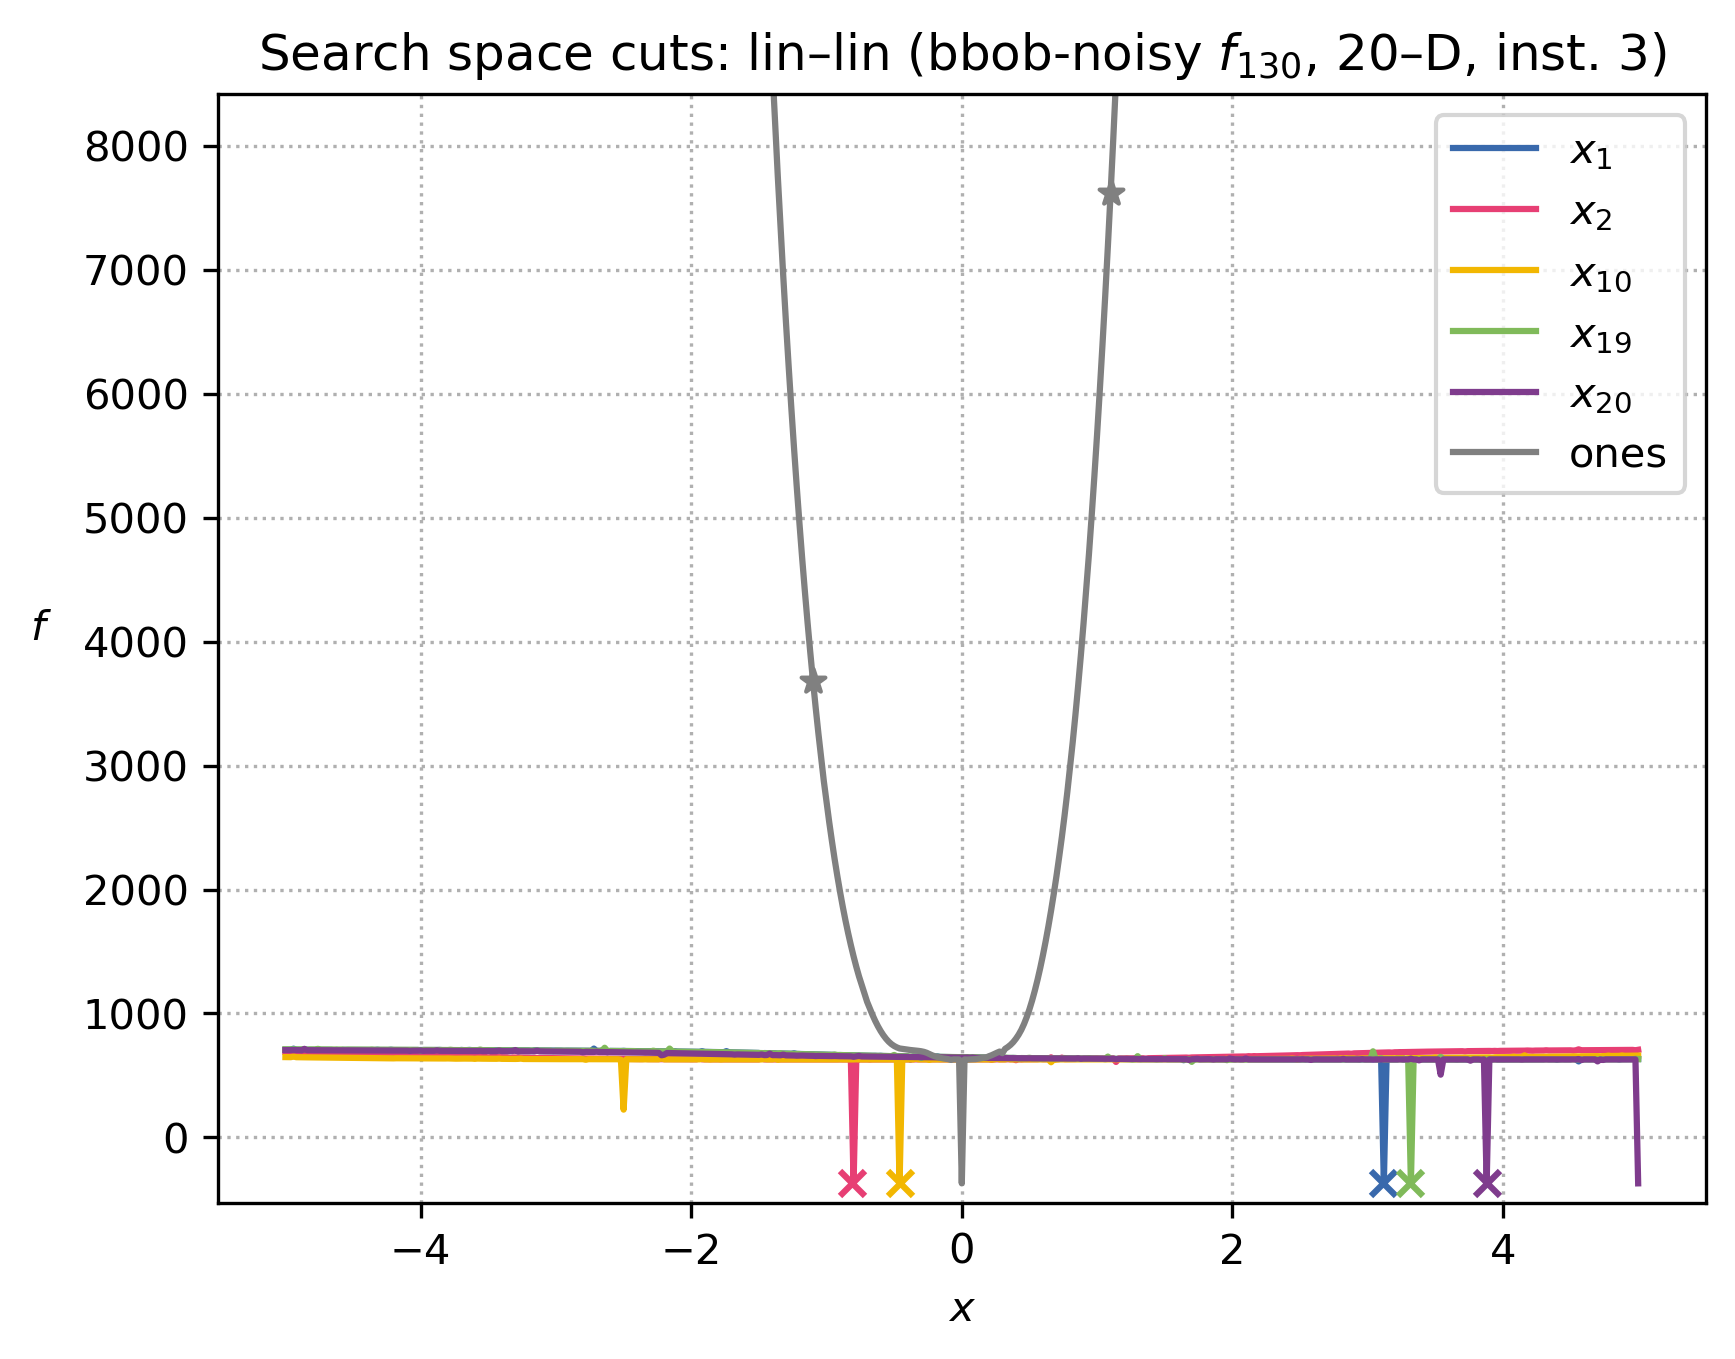 Search space cuts: lin–lin (bbob-noisy f₁₃₀, 20–D, inst. 3)
8000
7000
6000
5000
4000
3000
2000
1000
0
f
x₁
x₂
x₁₀
x₁₉
x₂₀
ones
−4 −2 0 2 4
x